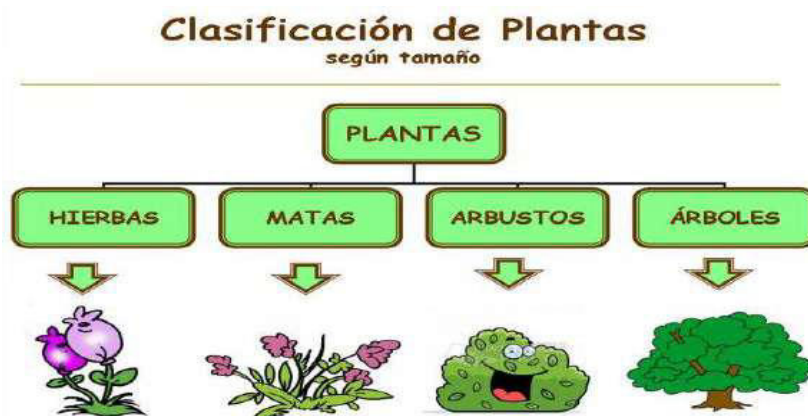 Clasificación de Plantas
según tamaño
PLANTAS
HIERBAS
MATAS
ARBUSTOS
ÁRBOLES